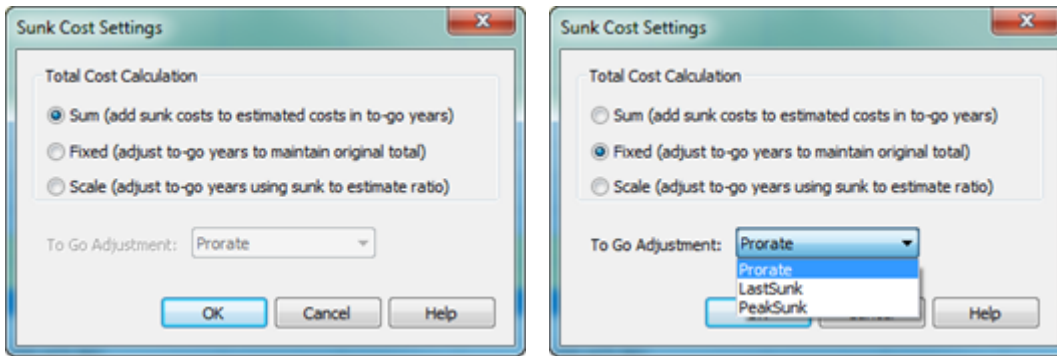 Sunk Cost Settings
Total Cost Calculation
Sum (add sunk costs to estimated costs in to-go years)
Fixed (adjust to-go years to maintain original total)
Scale (adjust to-go years using sunk to estimate ratio)
To Go Adjustment: Prorate
OK Cancel Help
Sunk Cost Settings
Total Cost Calculation
Sum (add sunk costs to estimated costs in to-go years)
Fixed (adjust to-go years to maintain original total)
Scale (adjust to-go years using sunk to estimate ratio)
To Go Adjustment: Prorate
Prorate
LastSunk
PeakSunk
Help